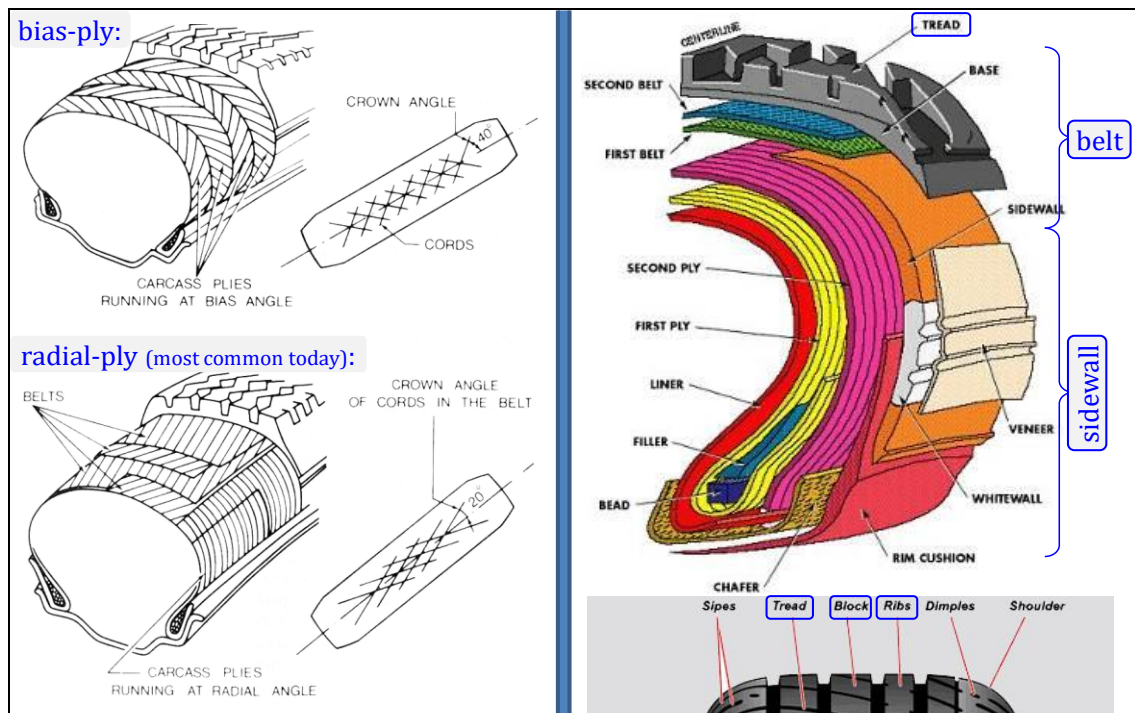 bias-ply:
CROWN ANGLE
40°
CORDS
CARCASS PLIES
RUNNING AT BIAS ANGLE
radial-ply (most common today):
BELTS
CROWN ANGLE
OF CORDS IN THE BELT
20°
CARCASS PLIES
RUNNING AT RADIAL ANGLE
CENTERLINE
TREAD
BASE
SECOND BELT
FIRST BELT
belt
SIDEWALL
SECOND PLY
FIRST PLY
LINER
FILLER
BEAD
VENEER
sidewall
WHITEWALL
RIM CUSHION
CHAFER
Sipes Tread Block Ribs Dimples Shoulder